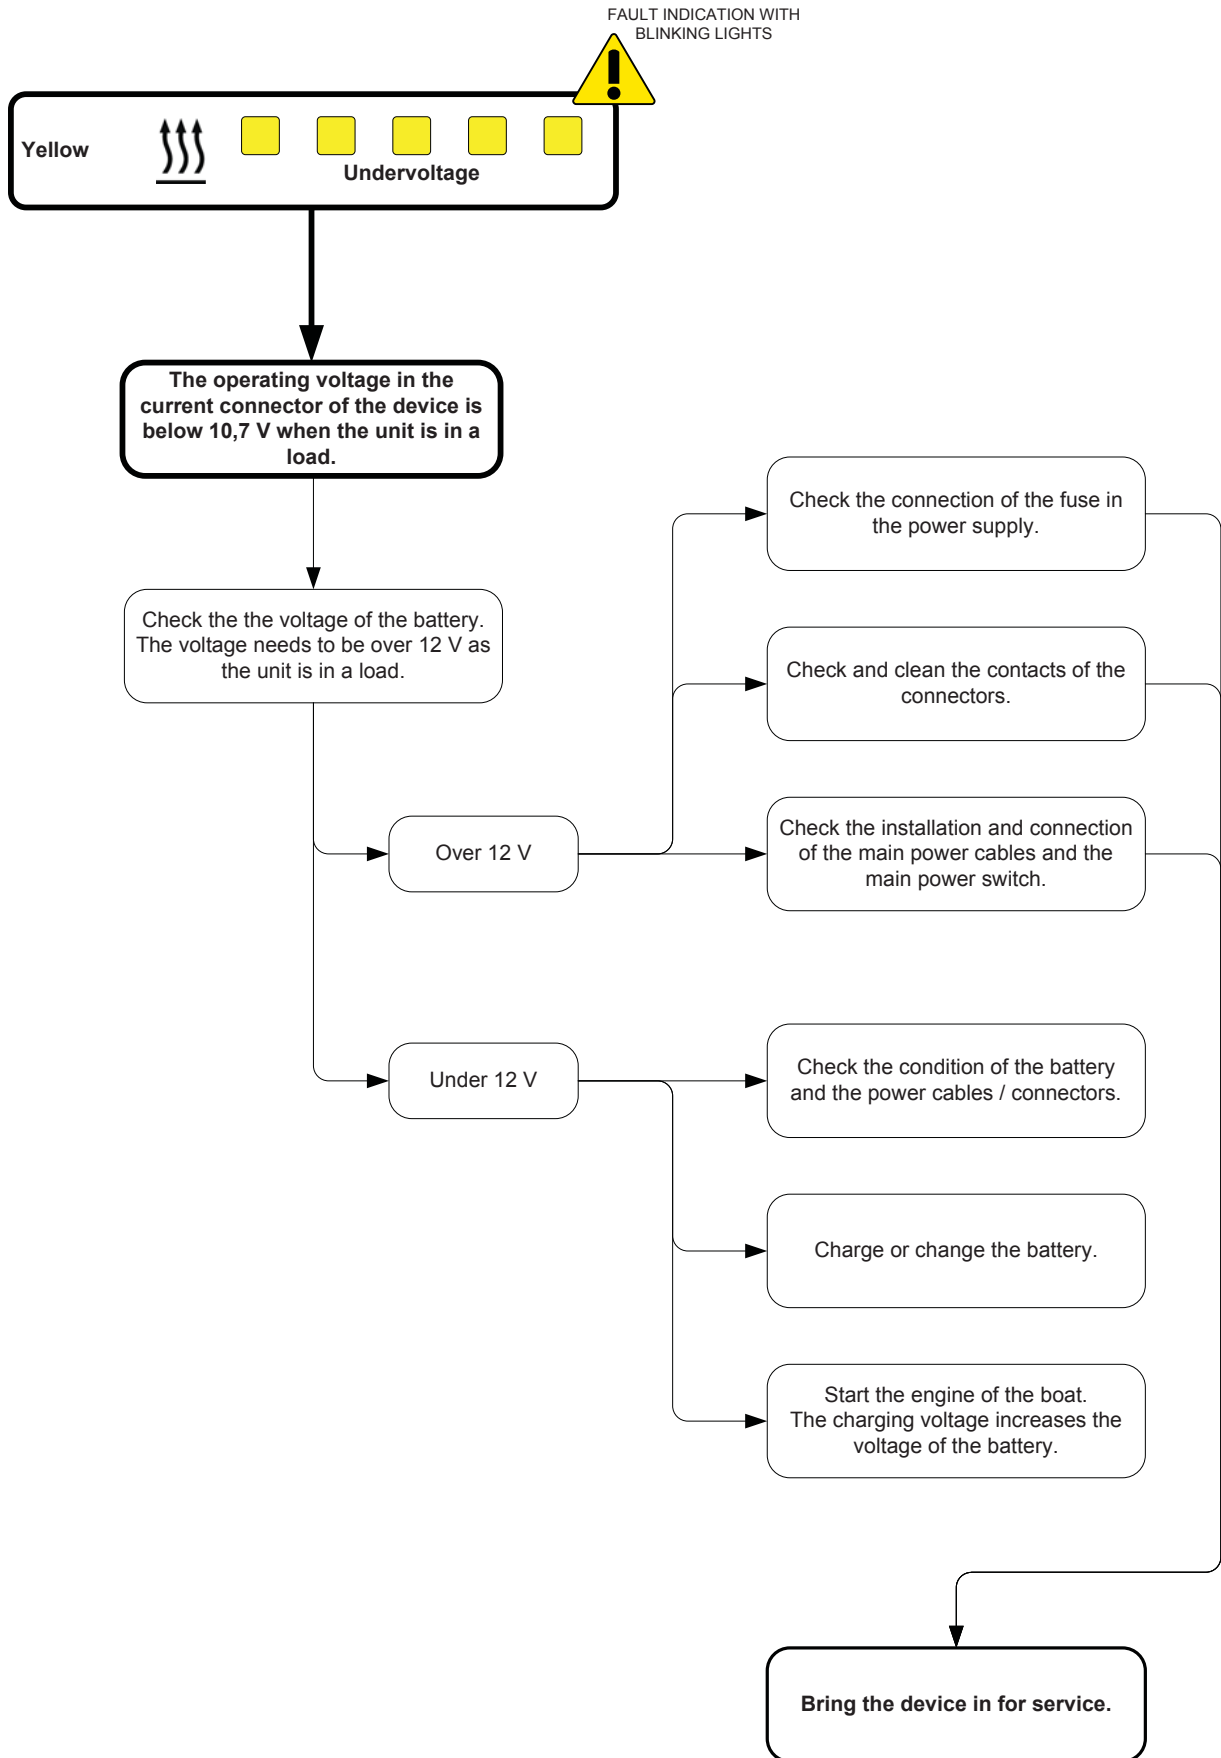 FAULT INDICATION WITH
BLINKING LIGHTS
Yellow
Undervoltage
The operating voltage in the
current connector of the device is
below 10,7 V when the unit is in a
load.
Check the the voltage of the battery.
The voltage needs to be over 12 V as
the unit is in a load.
Over 12 V
Check the connection of the fuse in
the power supply.
Check and clean the contacts of the
connectors.
Check the installation and connection
of the main power cables and the
main power switch.
Under 12 V
Check the condition of the battery
and the power cables / connectors.
Charge or change the battery.
Start the engine of the boat.
The charging voltage increases the
voltage of the battery.
Bring the device in for service.